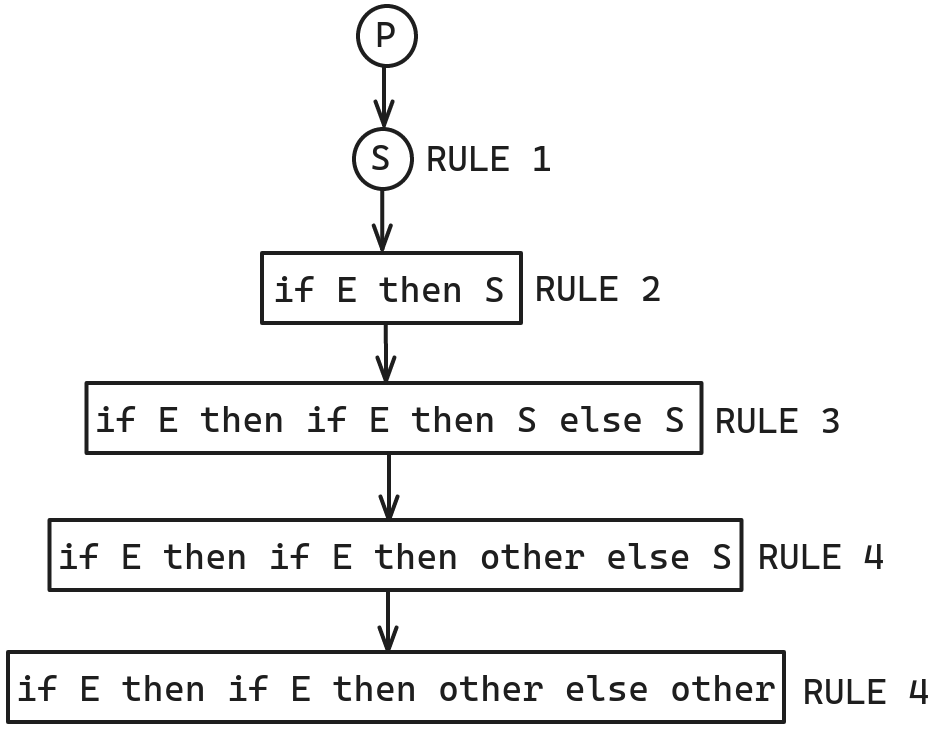 P
S RULE 1
if E then S RULE 2
if E then if E then S else S RULE 3
if E then if E then other else S RULE 4
if E then if E then other else other RULE 4